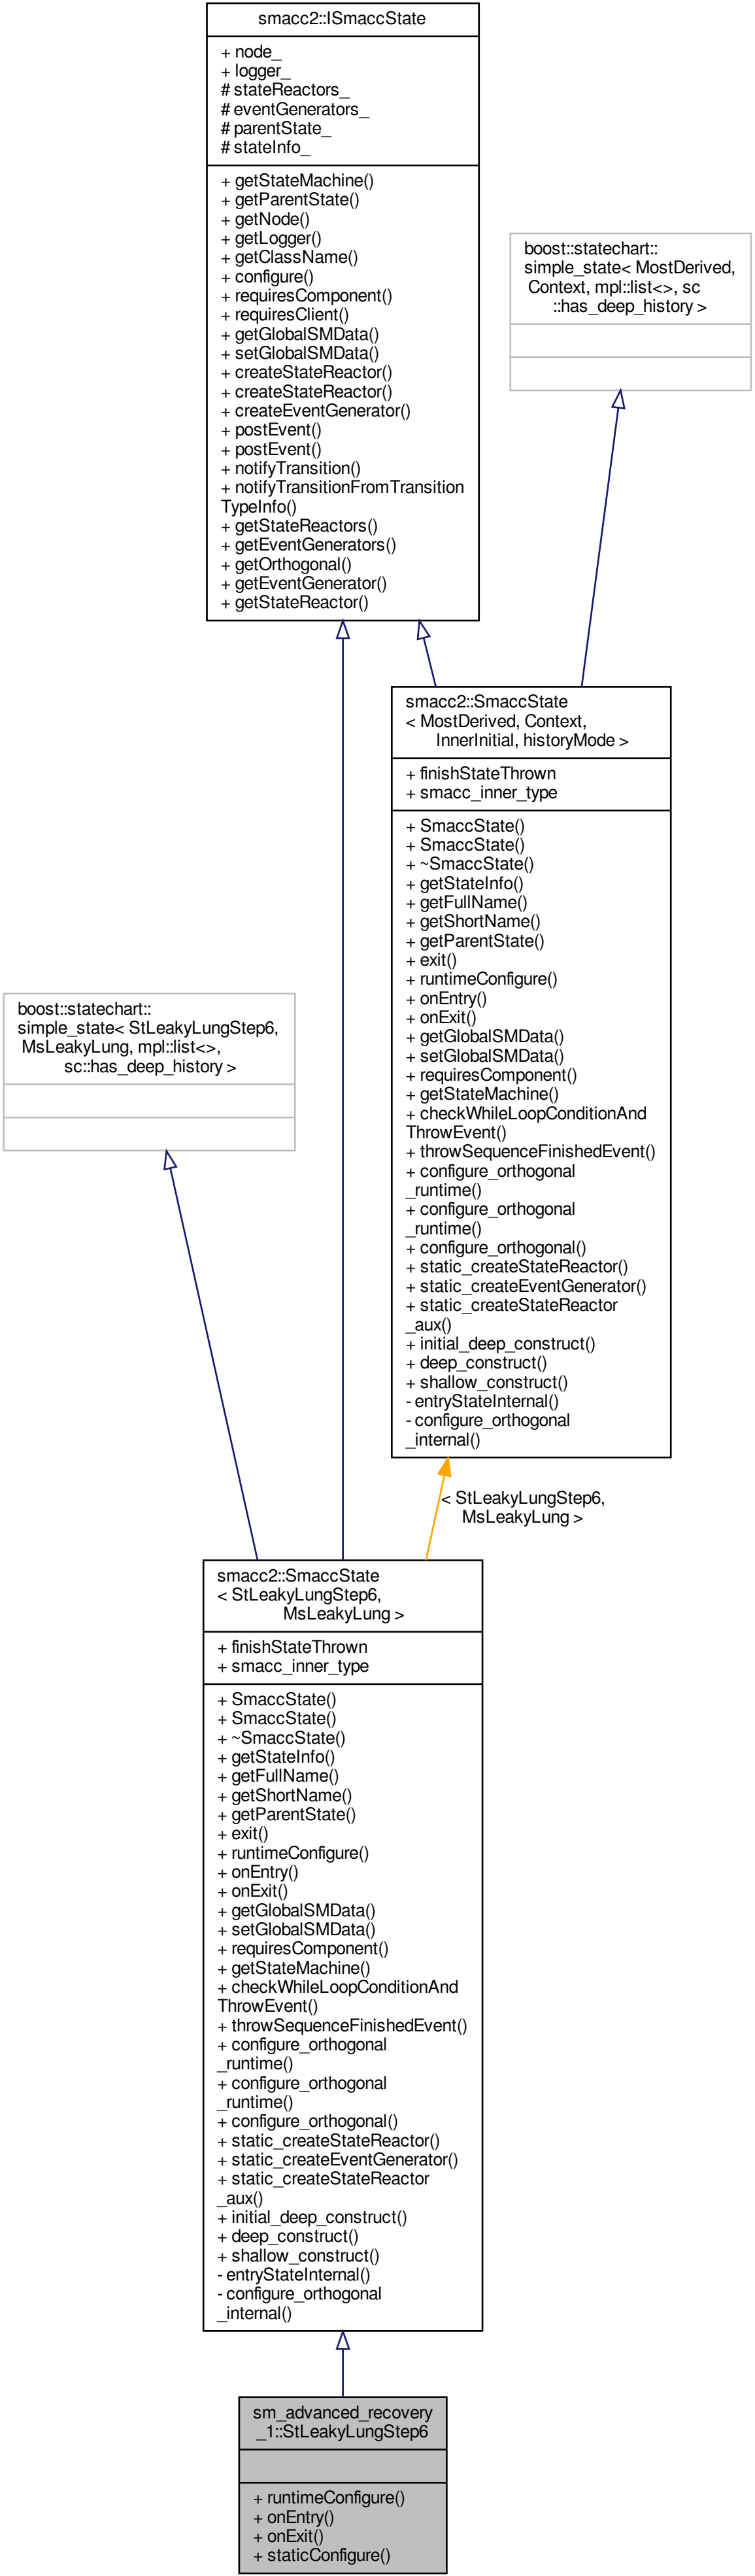 smacc2::ISmaccState
+ node_
+ logger_
# stateReactors_
# eventGenerators_
# parentState_
# stateInfo_
+ getStateMachine()
+ getParentState()
+ getNode()
+ getLogger()
+ getClassName()
+ configure()
+ requiresComponent()
+ requiresClient()
+ getGlobalSMData()
+ setGlobalSMData()
+ createStateReactor()
+ createStateReactor()
+ createEventGenerator()
+ postEvent()
+ postEvent()
+ notifyTransition()
+ notifyTransitionFromTransition
TypeInfo()
+ getStateReactors()
+ getEventGenerators()
+ getOrthogonal()
+ getEventGenerator()
+ getStateReactor()
boost::statechart::
simple_state< MostDerived,
Context, mpl::list<>, sc
::has_deep_history >
smacc2::SmaccState
< MostDerived, Context,
InnerInitial, historyMode >
+ finishStateThrown
+ smacc_inner_type
+ SmaccState()
+ SmaccState()
+ ~SmaccState()
+ getStateInfo()
+ getFullName()
+ getShortName()
+ getParentState()
+ exit()
+ runtimeConfigure()
+ onEntry()
+ onExit()
+ getGlobalSMData()
+ setGlobalSMData()
+ requiresComponent()
+ getStateMachine()
+ checkWhileLoopConditionAnd
ThrowEvent()
+ throwSequenceFinishedEvent()
+ configure_orthogonal
_runtime()
+ configure_orthogonal
_runtime()
+ configure_orthogonal()
+ static_createStateReactor()
+ static_createEventGenerator()
+ static_createStateReactor
_aux()
+ initial_deep_construct()
+ deep_construct()
+ shallow_construct()
- entryStateInternal()
- configure_orthogonal
_internal()
boost::statechart::
simple_state< StLeakyLungStep6,
MsLeakyLung, mpl::list<>,
sc::has_deep_history >
< StLeakyLungStep6,
MsLeakyLung >
smacc2::SmaccState
< StLeakyLungStep6,
MsLeakyLung >
+ finishStateThrown
+ smacc_inner_type
+ SmaccState()
+ SmaccState()
+ ~SmaccState()
+ getStateInfo()
+ getFullName()
+ getShortName()
+ getParentState()
+ exit()
+ runtimeConfigure()
+ onEntry()
+ onExit()
+ getGlobalSMData()
+ setGlobalSMData()
+ requiresComponent()
+ getStateMachine()
+ checkWhileLoopConditionAnd
ThrowEvent()
+ throwSequenceFinishedEvent()
+ configure_orthogonal
_runtime()
+ configure_orthogonal
_runtime()
+ configure_orthogonal()
+ static_createStateReactor()
+ static_createEventGenerator()
+ static_createStateReactor
_aux()
+ initial_deep_construct()
+ deep_construct()
+ shallow_construct()
- entryStateInternal()
- configure_orthogonal
_internal()
sm_advanced_recovery
_1::StLeakyLungStep6
+ runtimeConfigure()
+ onEntry()
+ onExit()
+ staticConfigure()